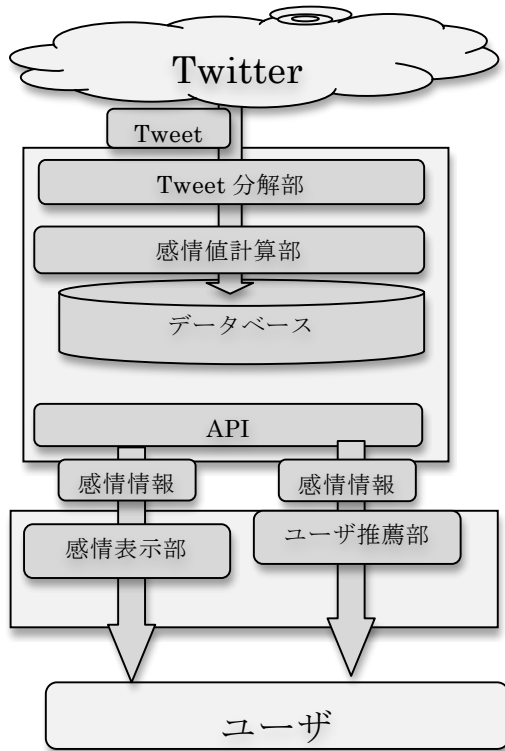 Twitter
Tweet
Tweet 分解部
感情値計算部
データベース
API
感情情報
感情情報
感情表示部
ユーザ推薦部
ユーザ